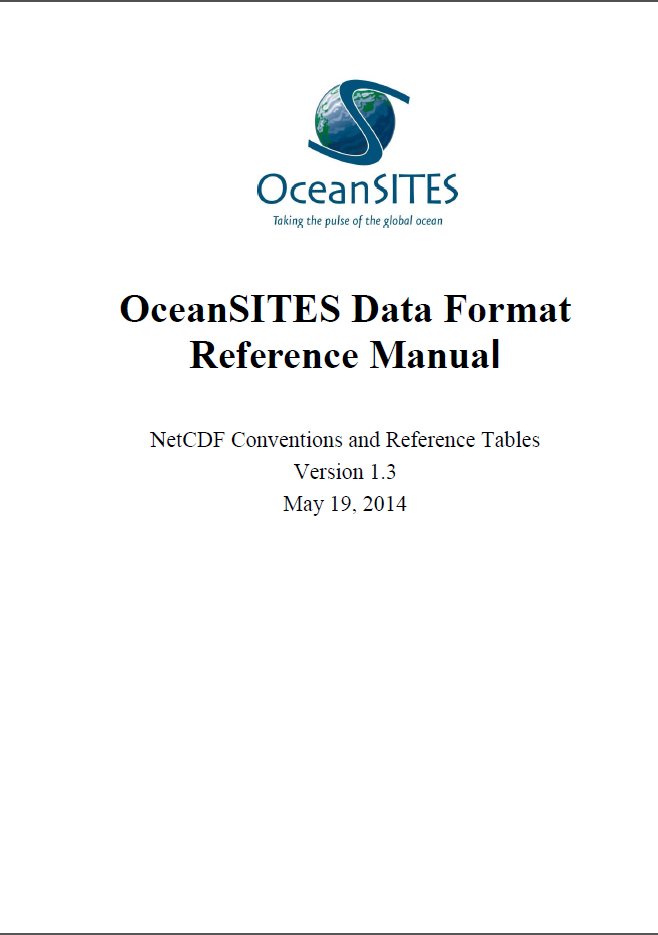 OceanSITES
Taking the pulse of the global ocean
OceanSITES Data Format
Reference Manual
NetCDF Conventions and Reference Tables
Version 1.3
May 19, 2014